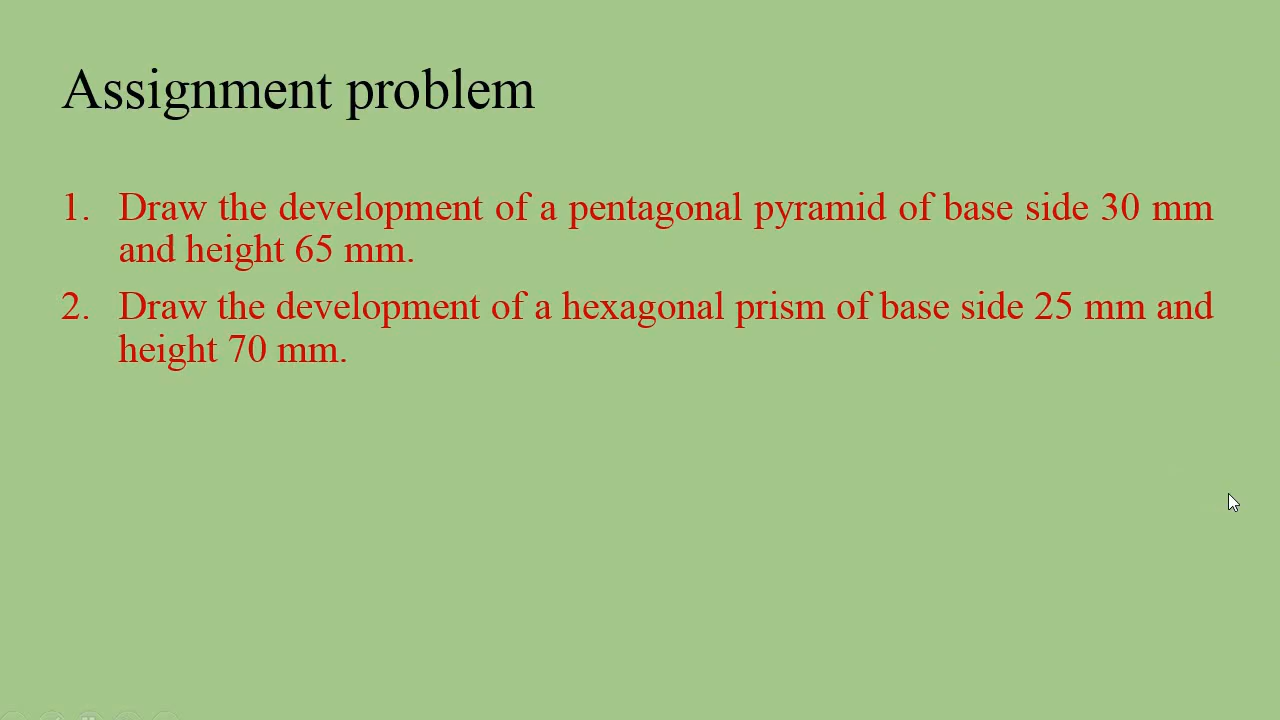 Assignment problem
1. Draw the development of a pentagonal pyramid of base side 30 mm
and height 65 mm.
2. Draw the development of a hexagonal prism of base side 25 mm and
height 70 mm.